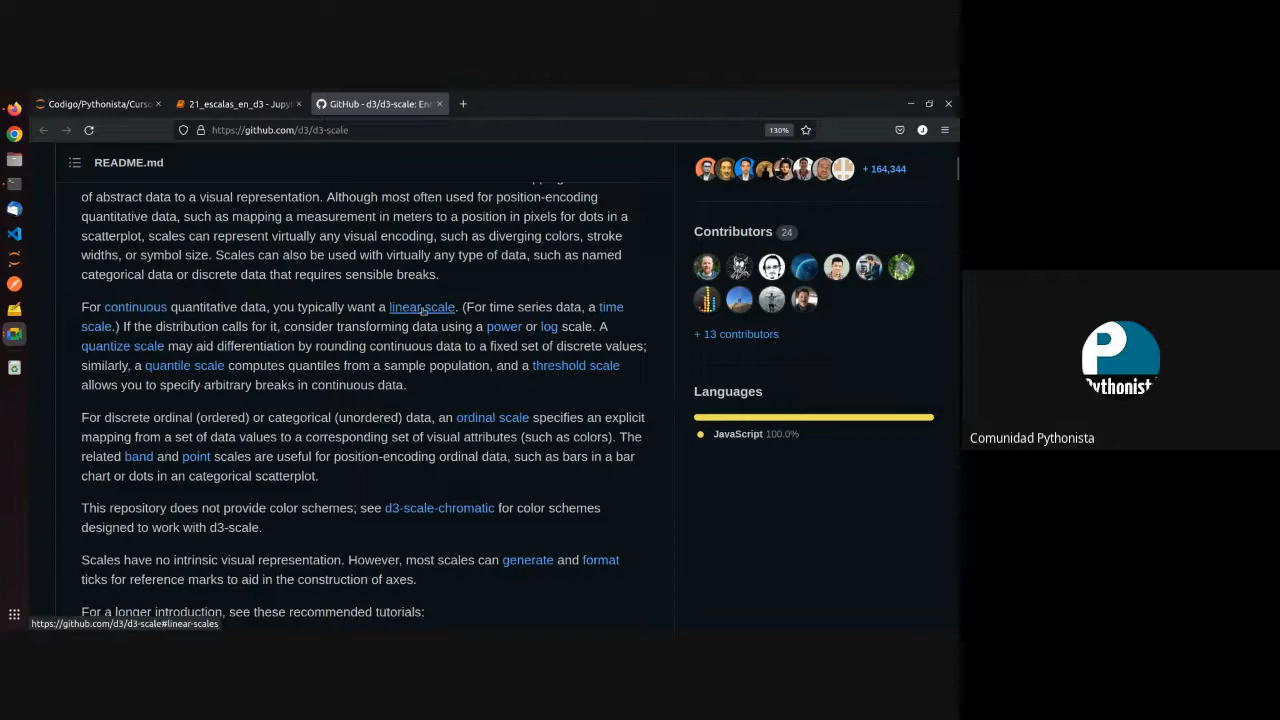 Codigo/Pythonista/Curso
21_escalas_en_d3 - Jupyt
GitHub - d3/d3-scale: En
https://github.com/d3/d3-scale
130%
README.md
of abstract data to a visual representation. Although most often used for position-encoding
quantitative data, such as mapping a measurement in meters to a position in pixels for dots in a
scatterplot, scales can represent virtually any visual encoding, such as diverging colors, stroke
widths, or symbol size. Scales can also be used with virtually any type of data, such as named
categorical data or discrete data that requires sensible breaks.
For continuous quantitative data, you typically want a linear scale. (For time series data, a time
scale.) If the distribution calls for it, consider transforming data using a power or log scale. A
quantize scale may aid differentiation by rounding continuous data to a fixed set of discrete values;
similarly, a quantile scale computes quantiles from a sample population, and a threshold scale
allows you to specify arbitrary breaks in continuous data.
For discrete ordinal (ordered) or categorical (unordered) data, an ordinal scale specifies an explicit
mapping from a set of data values to a corresponding set of visual attributes (such as colors). The
related band and point scales are useful for position-encoding ordinal data, such as bars in a bar
chart or dots in an categorical scatterplot.
This repository does not provide color schemes; see d3-scale-chromatic for color schemes
designed to work with d3-scale.
Scales have no intrinsic visual representation. However, most scales can generate and format
ticks for reference marks to aid in the construction of axes.
For a longer introduction, see these recommended tutorials:
https://github.com/d3/d3-scale#linear-scales
+ 164,344
Contributors 24
+ 13 contributors
Languages
JavaScript 100.0%
Pythonist
Comunidad Pythonista